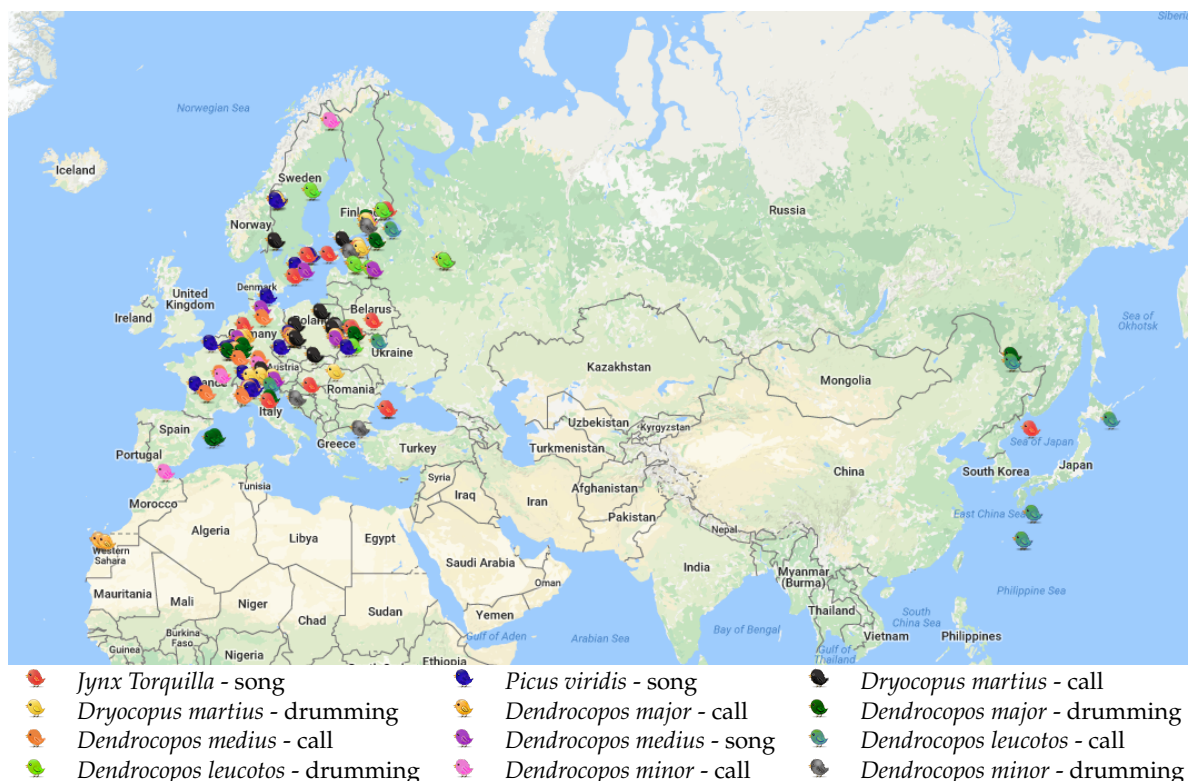 Siberia
Norwegian Sea
Iceland
Sweden
Finl
Russia
Norway
Sea of
Okhotsk
United
Kingdom
Denmark
Ireland
Belarus
Poland
Germany
Ukraine
Austria
Kazakhstan
Mongolia
Romania
Italy
Spain
Uzbekistan
Kyrgyzstan
Sea of Japan
Greece
Turkey
Turkmenistan
Portugal
China
South Korea
Japan
Tunisia
Syria
Afghanistan
Iraq
Iran
Morocco
Pakistan
East China Sea
Algeria
Libya
Egypt
Nepal
Western
Sahara
Saudi Arabia
India
Myanmar
(Burma)
Oman
Mauritania
Mali
Niger
Sudan
Yemen
Philippine Sea
Chad
Thailand
South
China Sea
Burkina
Faso
Guinea
Nigeria
Gulf of Aden
Arabian Sea
Bay of Bengal
Vietnam
Philippines
Gulf of
Thailand
Ethiopia
Jynx Torquilla - song Picus viridis - song Dryocopus martius - call
Dryocopus martius - drumming Dendrocopos major - call Dendrocopos major - drumming
Dendrocopos medius - call Dendrocopos medius - song Dendrocopos leucotos - call
Dendrocopos leucotos - drumming Dendrocopos minor - call Dendrocopos minor - drumming